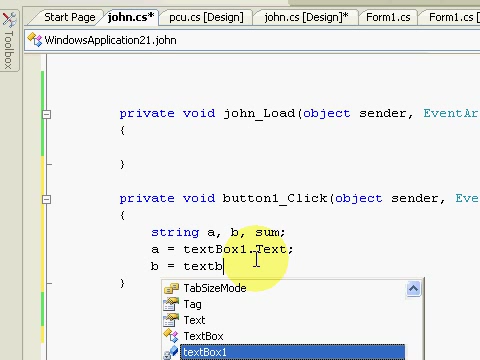 Start Page john.cs* pcu.cs [Design] john.cs [Design]* Form1.cs Form1.cs [
Toolbox
WindowsApplication21.john
private void john_Load(object sender, EventAr
{
}
private void button1_Click(object sender, Eve
{
string a, b, sum;
a = textBox1.Text;
b = textb
}
TabSizeMode
Tag
Text
TextBox
textBox1